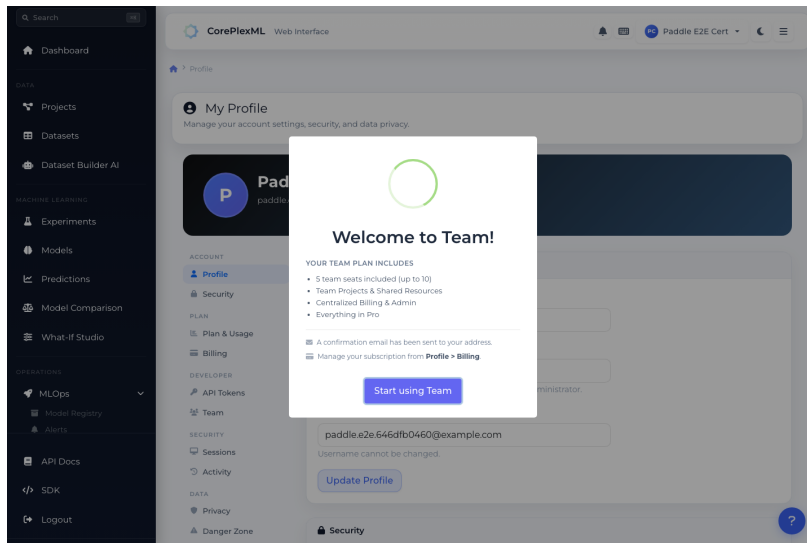 Search
Dashboard
DATA
Projects
Datasets
Dataset Builder AI
MACHINE LEARNING
Experiments
Models
Predictions
Model Comparison
What-If Studio
OPERATIONS
MLOps
Model Registry
Alerts
API Docs
SDK
Logout
CorePlexML Web Interface
PC Paddle E2E Cert
Profile
My Profile
Manage your account settings, security, and data privacy.
P
Pad
paddle.
ACCOUNT
Profile
Security
PLAN
Plan & Usage
Billing
DEVELOPER
API Tokens
Team
SECURITY
Sessions
Activity
DATA
Privacy
Danger Zone
Welcome to Team!
YOUR TEAM PLAN INCLUDES
• 5 team seats included (up to 10)
• Team Projects & Shared Resources
• Centralized Billing & Admin
• Everything in Pro
A confirmation email has been sent to your address.
Manage your subscription from Profile > Billing.
Start using Team
ministrator.
paddle.e2e.646dfb0460@example.com
Username cannot be changed.
Update Profile
Security
?